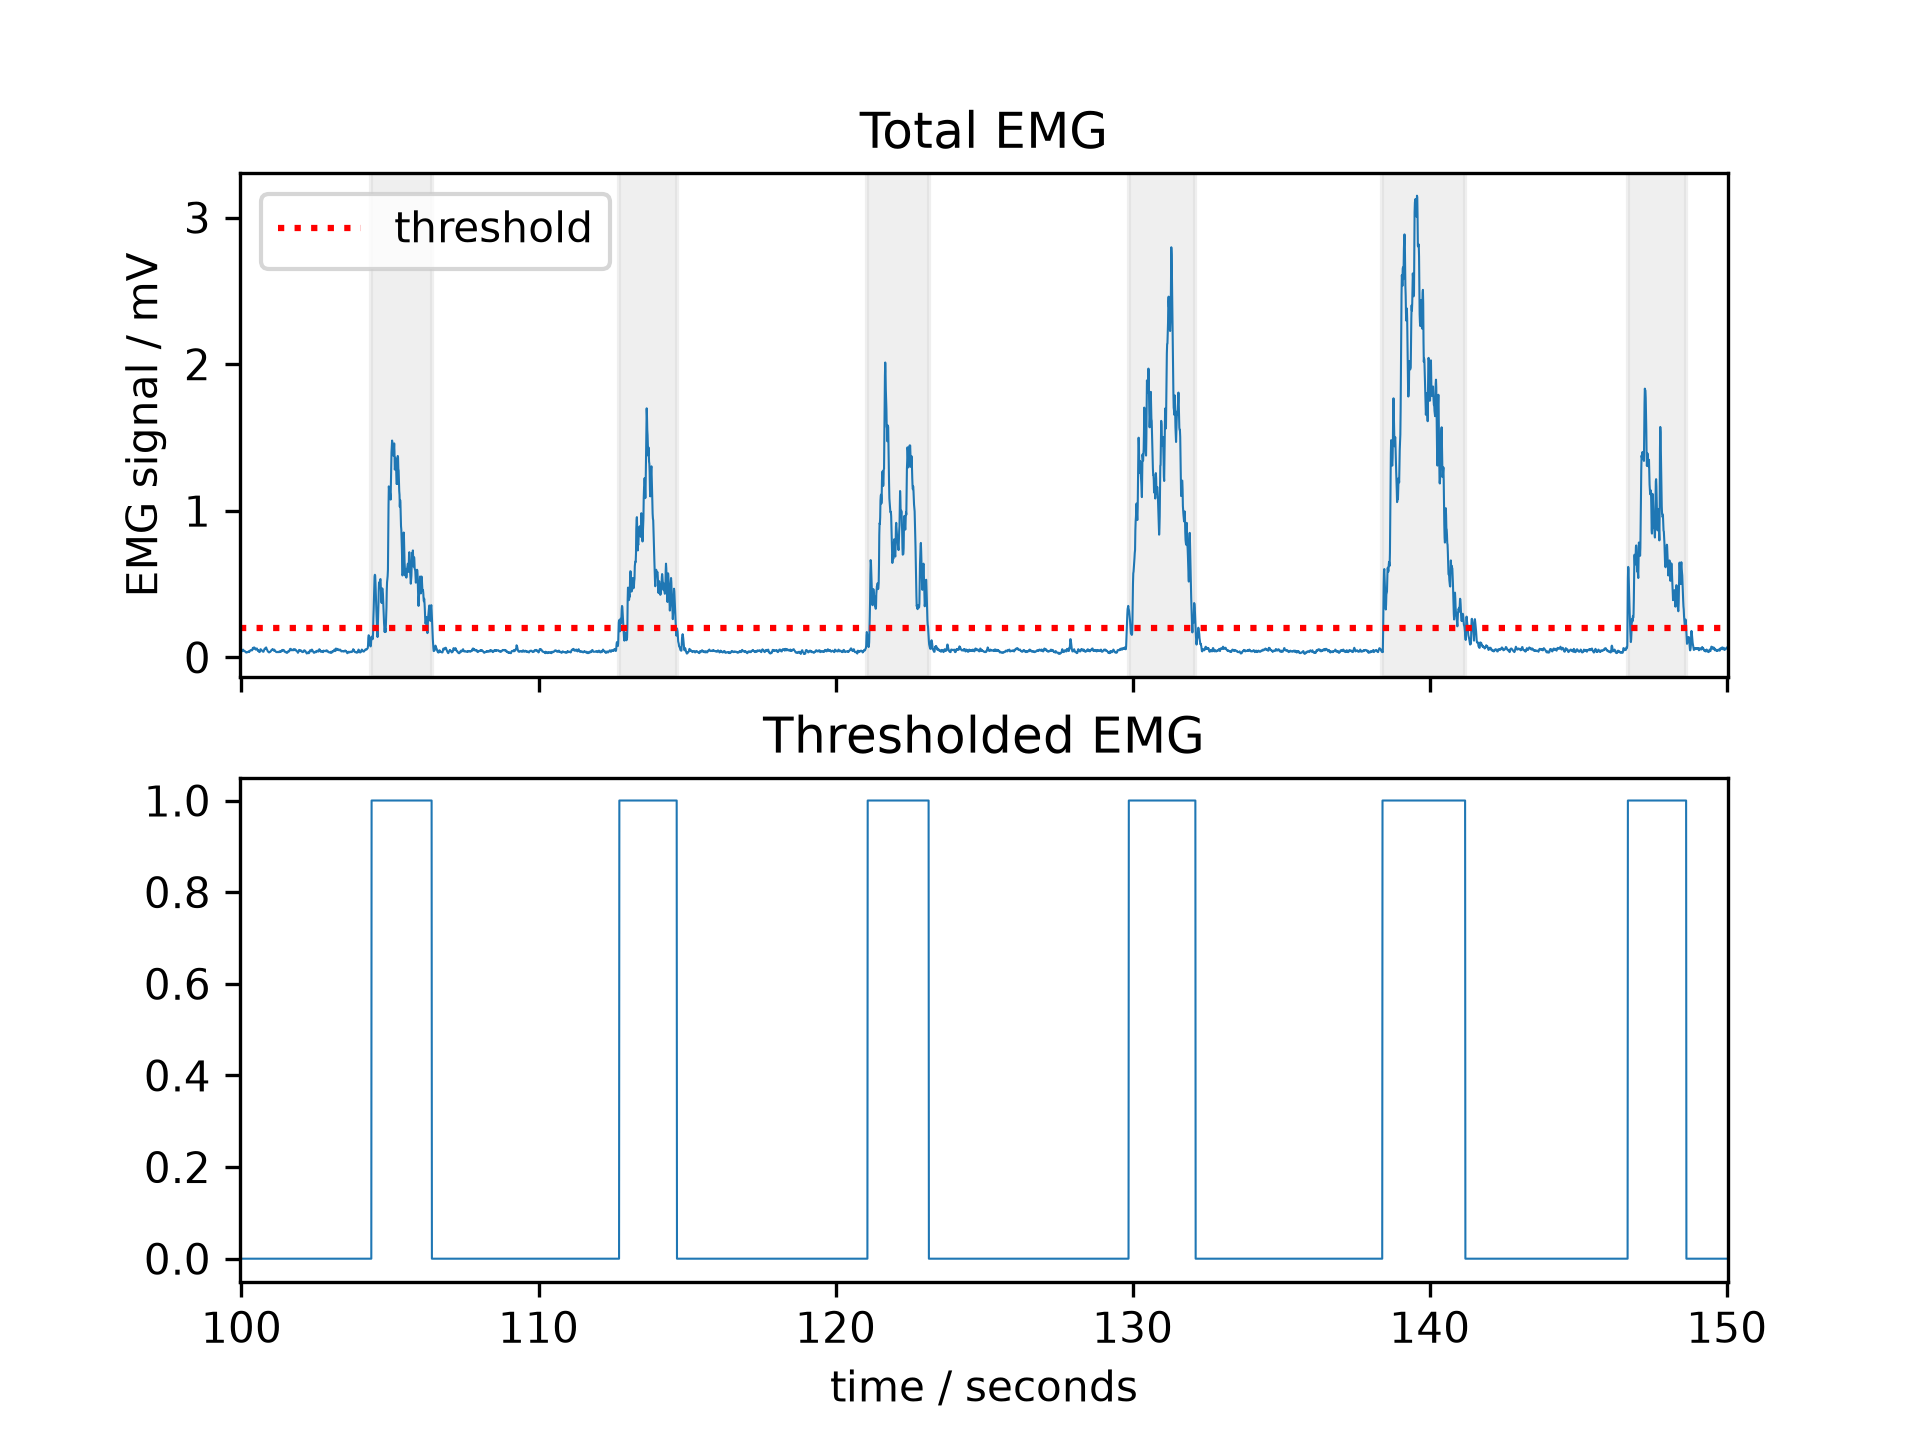 Total EMG
threshold
EMG signal / mV
3
2
1
0
Thresholded EMG
1.0
0.8
0.6
0.4
0.2
0.0
100 110 120 130 140 150
time / seconds